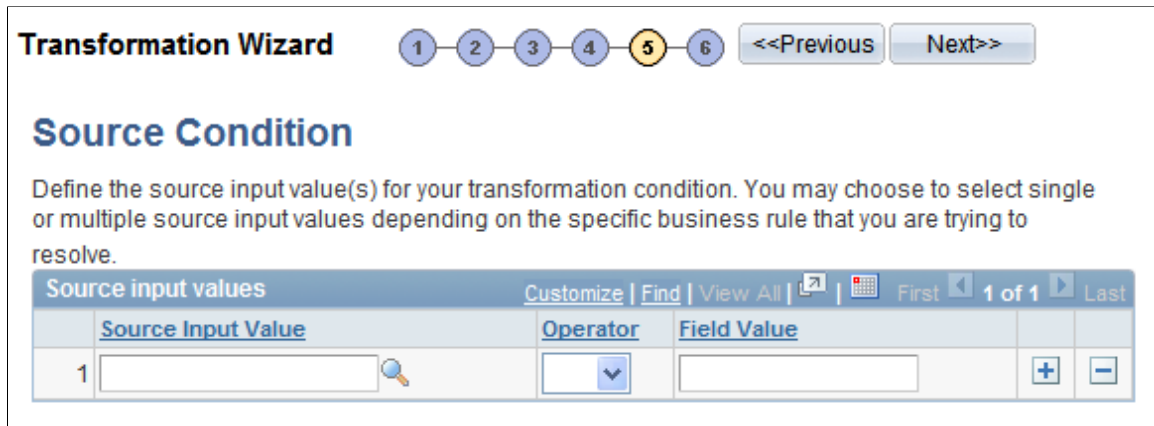 Transformation Wizard 1 2 3 4 5 6 <<Previous Next>>
Source Condition
Define the source input value(s) for your transformation condition. You may choose to select single
or multiple source input values depending on the specific business rule that you are trying to
resolve.
Source input values Customize | Find | View All | | First 1 of 1 Last
Source Input Value Operator Field Value
1